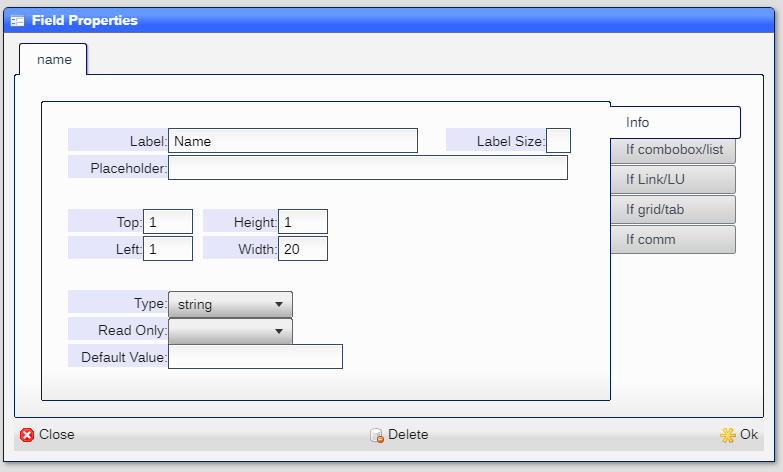 Field Properties
name
Label: Name Label Size:
Placeholder:
Top: 1 Height: 1
Left: 1 Width: 20
Type: string
Read Only:
Default Value:
Info
If combobox/list
If Link/LU
If grid/tab
If comm
Close Delete Ok